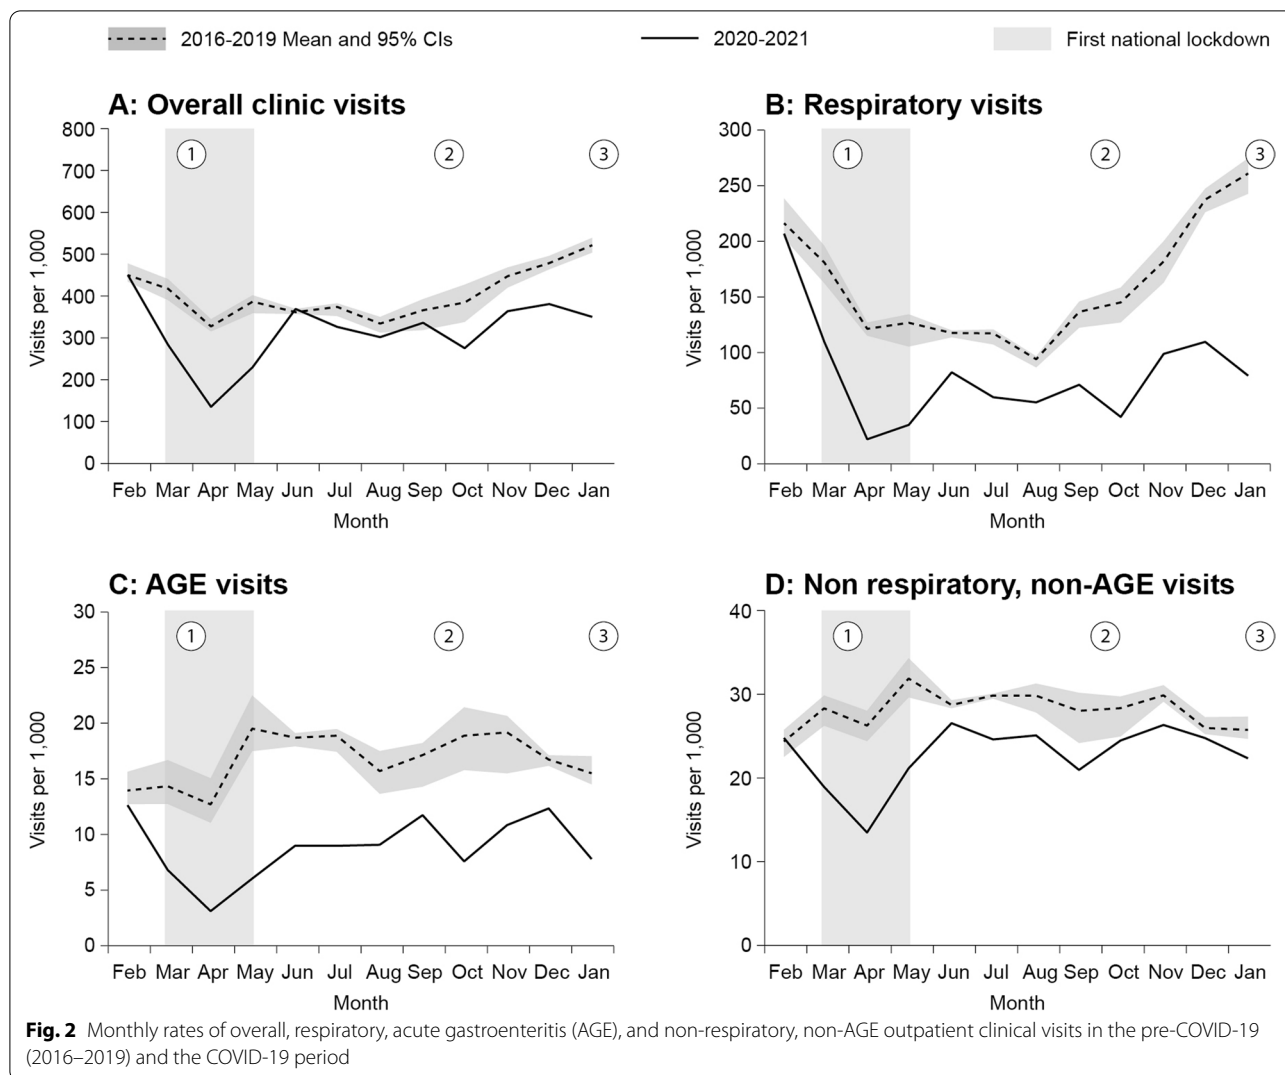 2016-2019 Mean and 95% CIs 2020-2021 First national lockdown
A: Overall clinic visits
800
700
600
500
400
300
200
100
0
Visits per 1,000
1 2 3
Feb Mar Apr May Jun Jul Aug Sep Oct Nov Dec Jan
Month
B: Respiratory visits
300
250
200
150
100
50
0
Visits per 1,000
1 2 3
Feb Mar Apr May Jun Jul Aug Sep Oct Nov Dec Jan
Month
C: AGE visits
30
25
20
15
10
5
0
Visits per 1,000
1 2 3
Feb Mar Apr May Jun Jul Aug Sep Oct Nov Dec Jan
Month
D: Non respiratory, non-AGE visits
40
30
20
10
0
Visits per 1,000
1 2 3
Feb Mar Apr May Jun Jul Aug Sep Oct Nov Dec Jan
Month
Fig. 2 Monthly rates of overall, respiratory, acute gastroenteritis (AGE), and non-respiratory, non-AGE outpatient clinical visits in the pre-COVID-19
(2016–2019) and the COVID-19 period